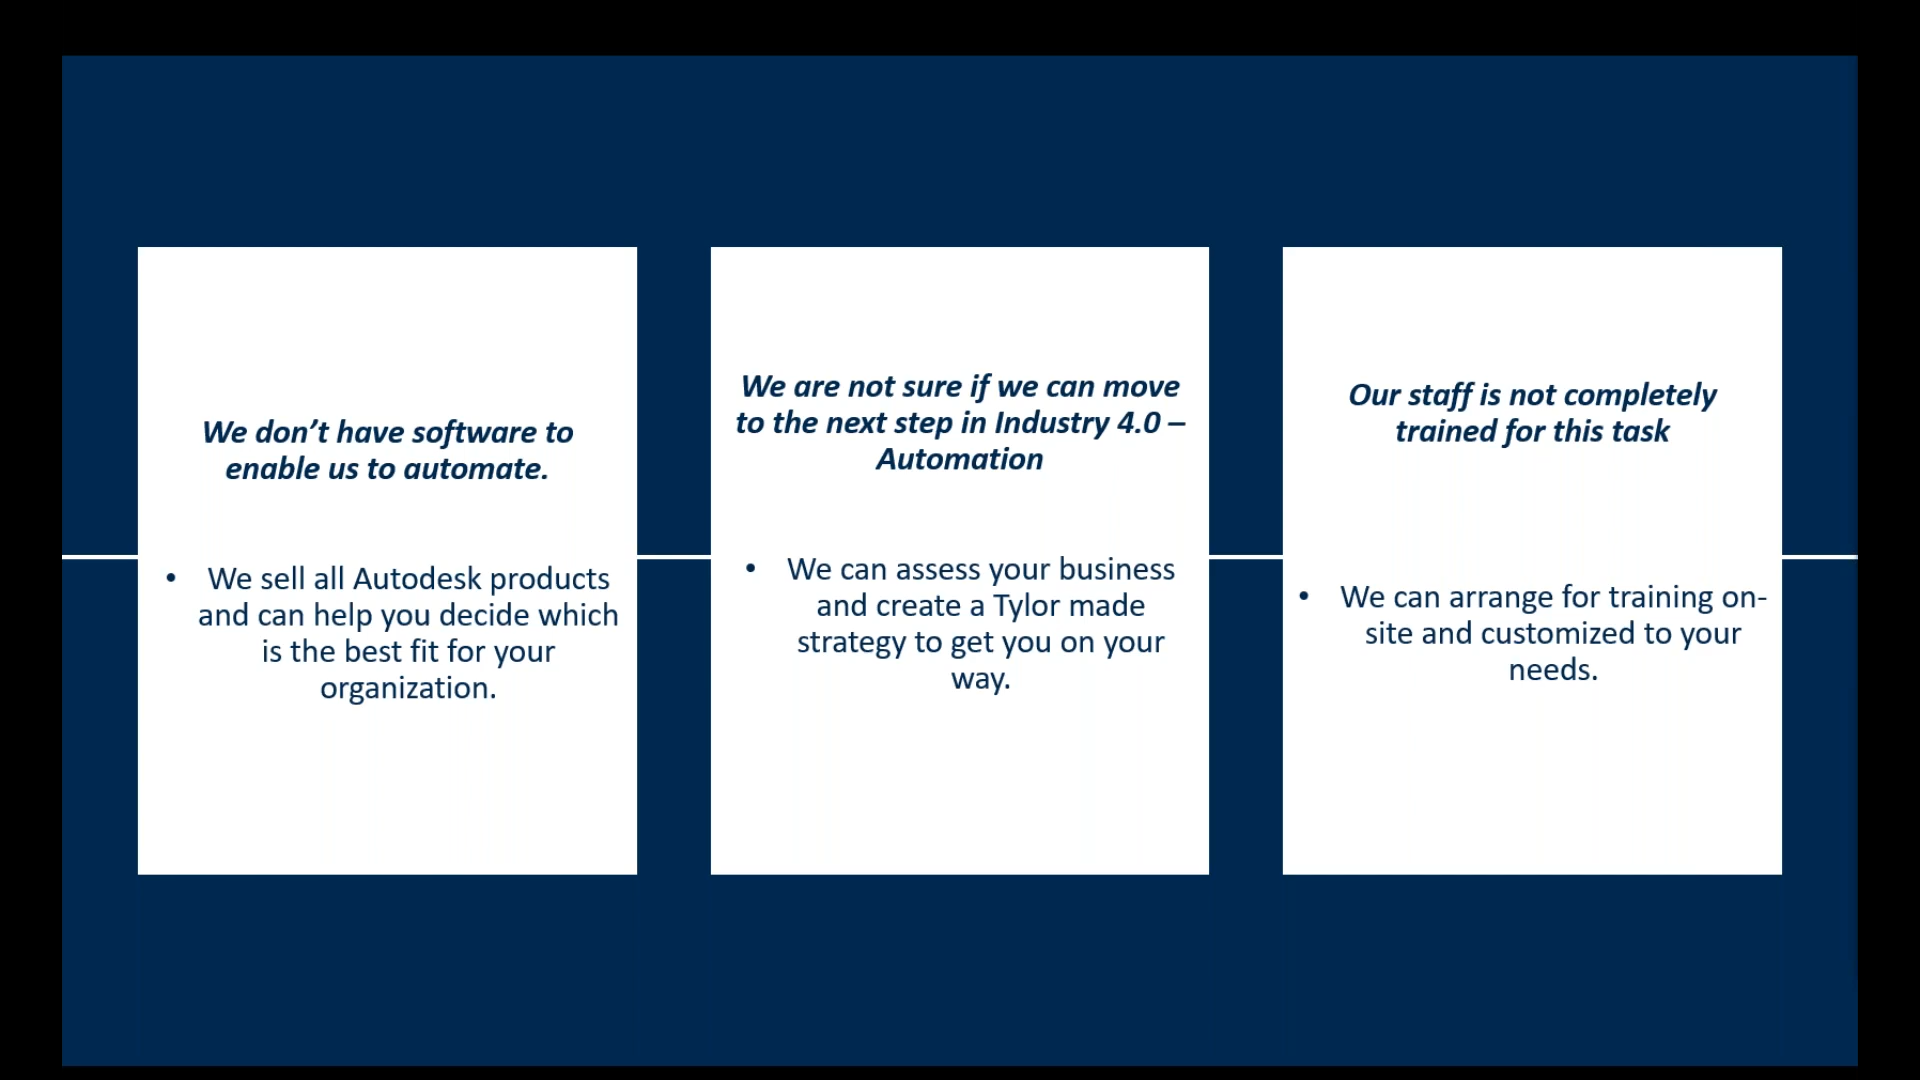 We don’t have software to
enable us to automate.
• We sell all Autodesk products
and can help you decide which
is the best fit for your
organization.
We are not sure if we can move
to the next step in Industry 4.0 –
Automation
• We can assess your business
and create a Tylor made
strategy to get you on your
way.
Our staff is not completely
trained for this task
• We can arrange for training on-
site and customized to your
needs.